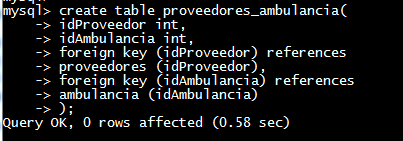 mysql> create table proveedores_ambulancia(
-> idProveedor int,
-> idAmbulancia int,
-> foreign key (idProveedor) references
-> proveedores (idProveedor),
-> foreign key (idAmbulancia) references
-> ambulancia (idAmbulancia)
-> );
Query OK, 0 rows affected (0.58 sec)